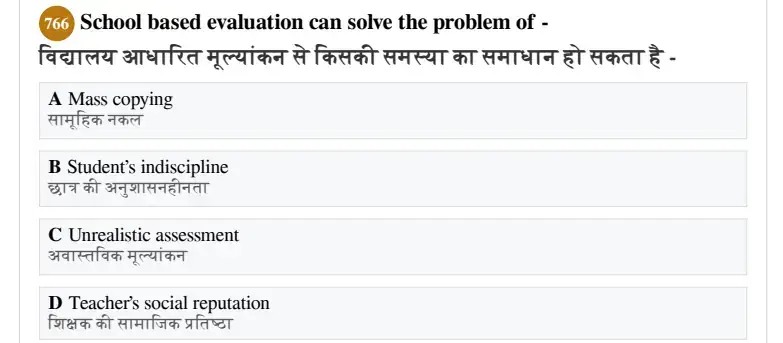 766 School based evaluation can solve the problem of -
विद्यालय आधारित मूल्यांकन से किसकी समस्या का समाधान हो सकता है -
A Mass copying
सामूहिक नकल
B Student’s indiscipline
छात्र की अनुशासनहीनता
C Unrealistic assessment
अवास्तविक मूल्यांकन
D Teacher’s social reputation
शिक्षक की सामाजिक प्रतिष्ठा